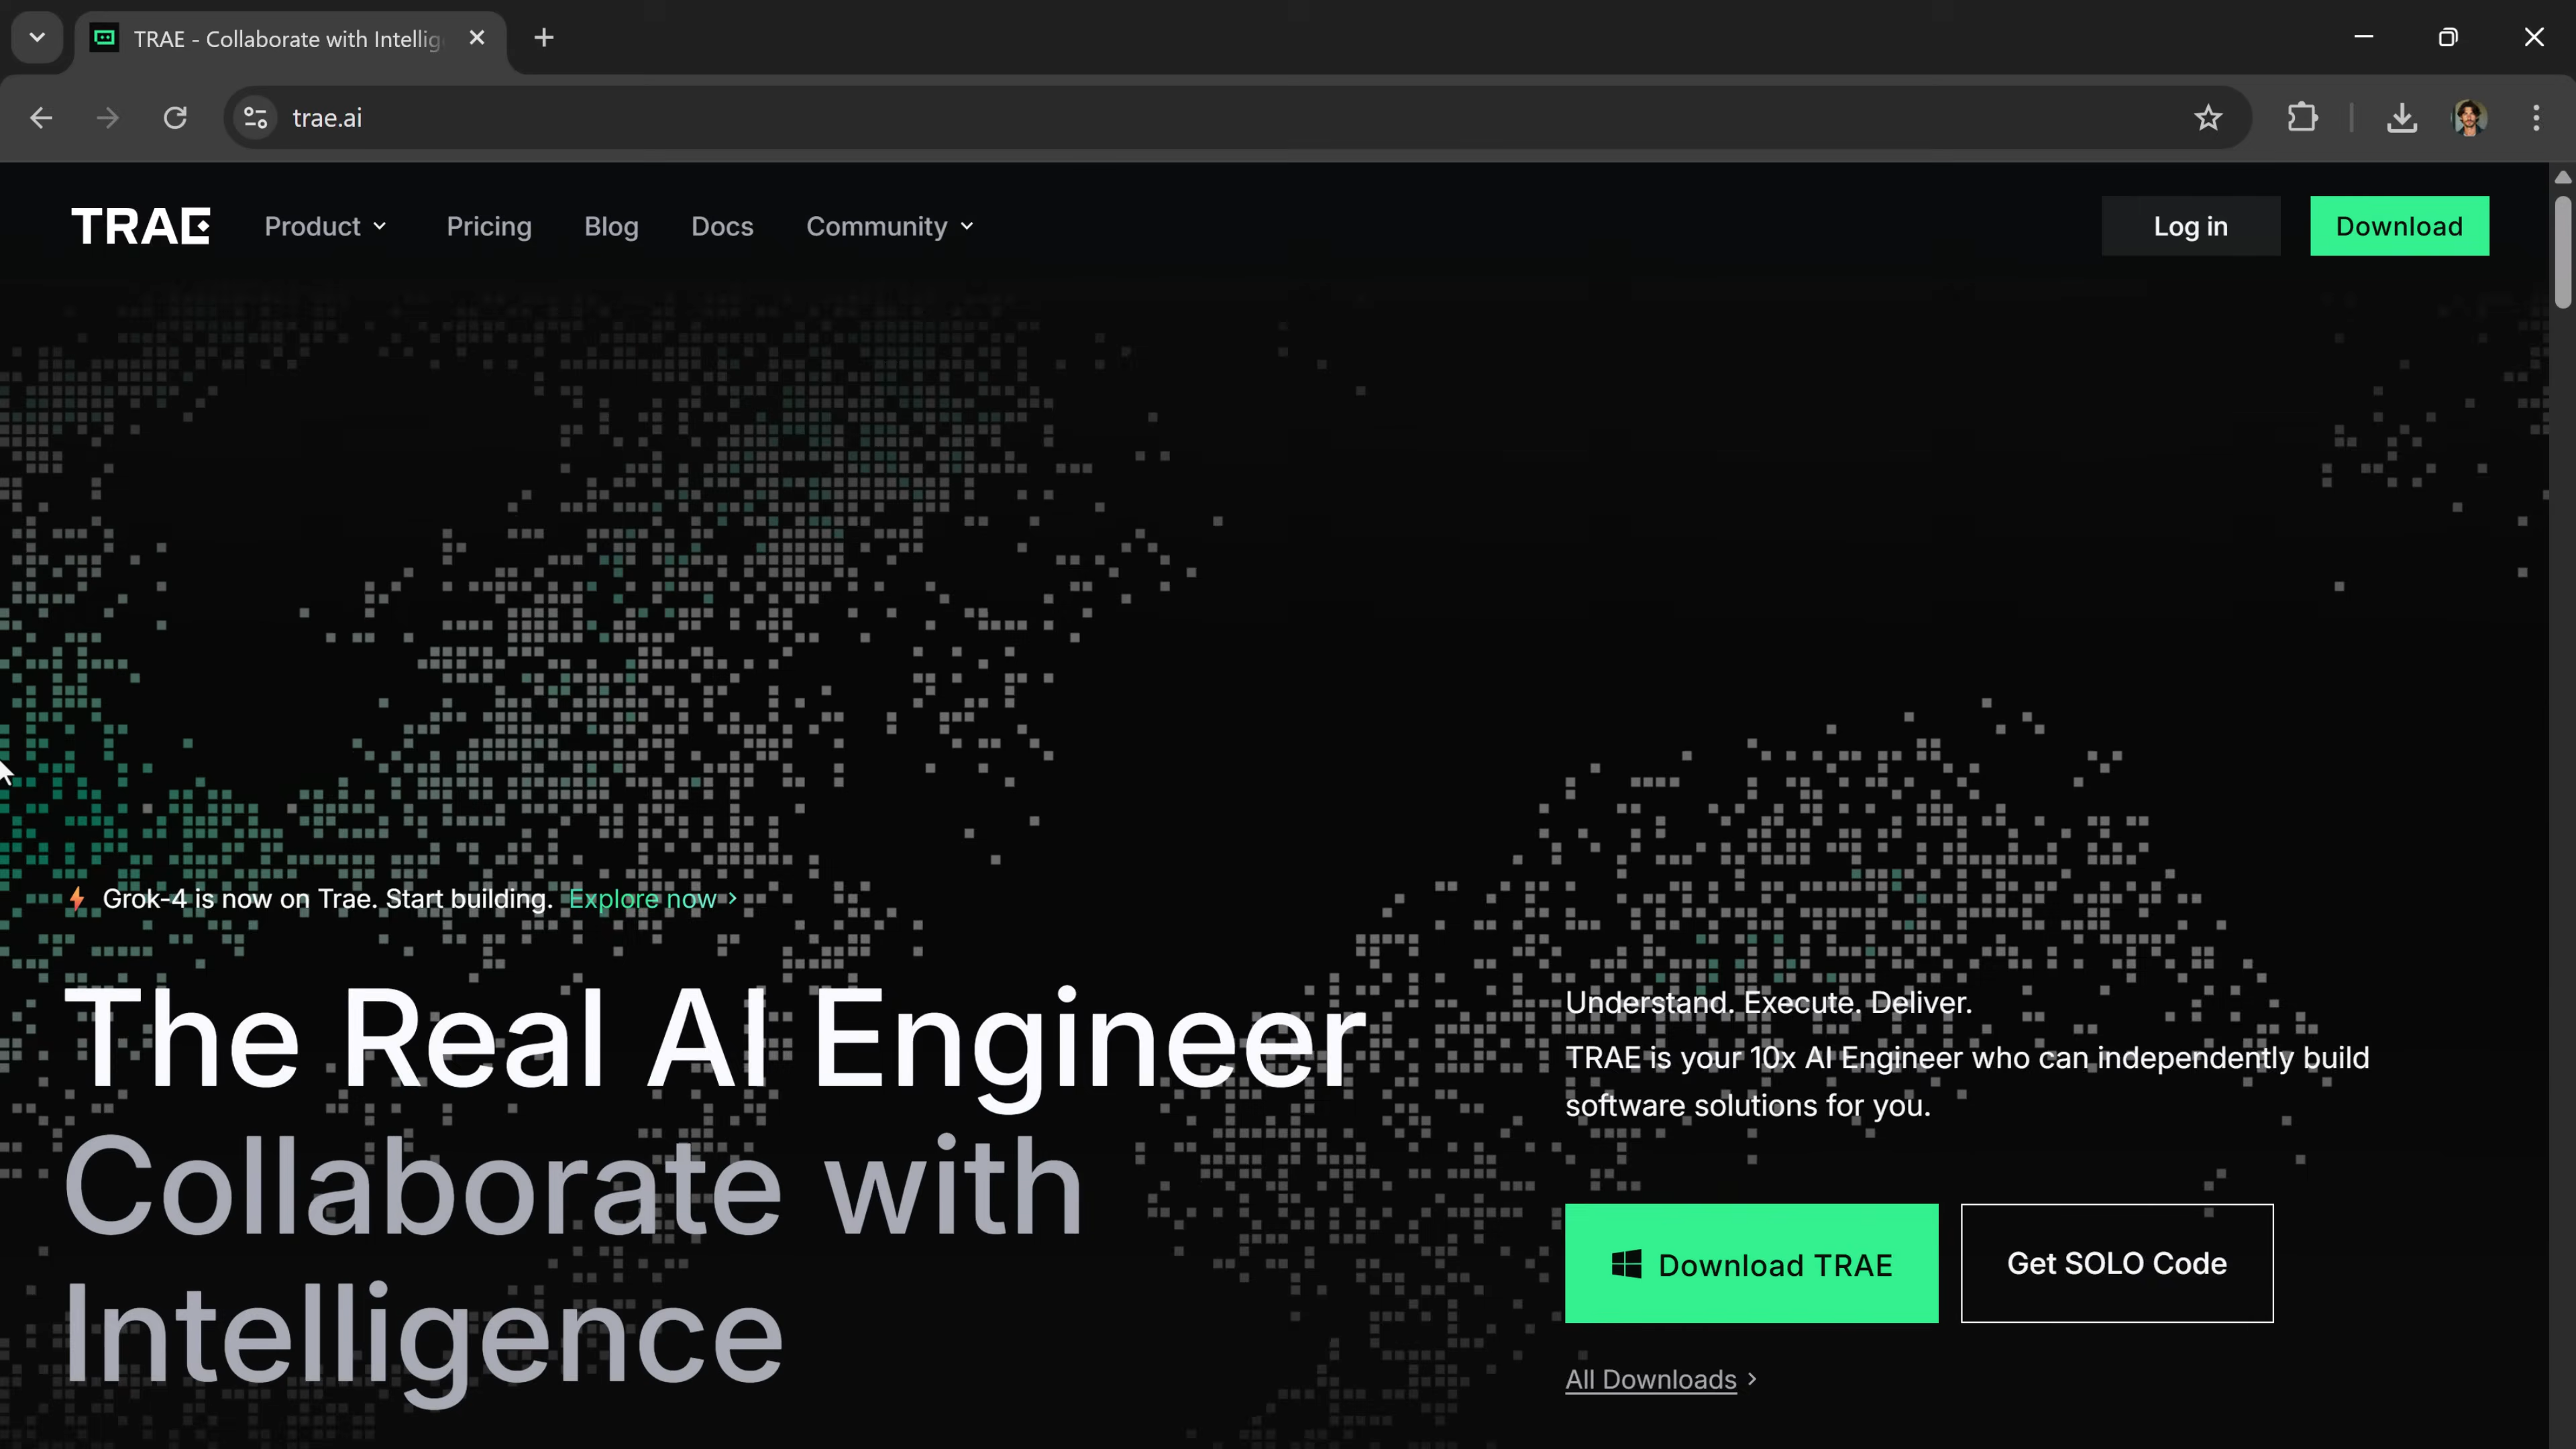 TRAE - Collaborate with Intellig
trae.ai
TRAE
Product
Pricing
Blog
Docs
Community
Log in
Download
Grok-4 is now on Trae. Start building. Explore now
The Real AI Engineer
Collaborate with
Intelligence
Understand. Execute. Deliver.
TRAE is your 10x AI Engineer who can independently build
software solutions for you.
Download TRAE
Get SOLO Code
All Downloads